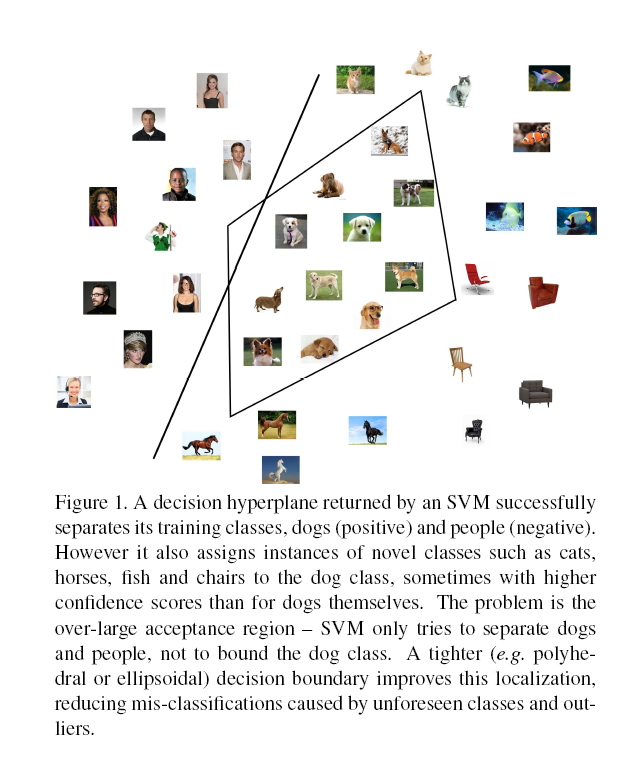 Figure 1. A decision hyperplane returned by an SVM successfully
separates its training classes, dogs (positive) and people (negative).
However it also assigns instances of novel classes such as cats,
horses, fish and chairs to the dog class, sometimes with higher
confidence scores than for dogs themselves. The problem is the
over-large acceptance region – SVM only tries to separate dogs
and people, not to bound the dog class. A tighter (e.g. polyhe-
dral or ellipsoidal) decision boundary improves this localization,
reducing mis-classifications caused by unforeseen classes and out-
liers.